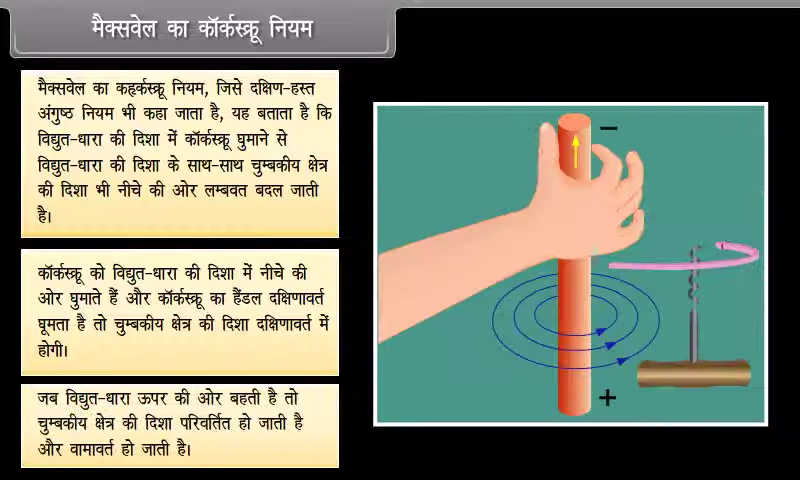 मैक्सवेल का कॉर्कस्क्रू नियम
मैक्सवेल का कहृर्कस्क्रू नियम, जिसे दक्षिण-हस्त
अंगुष्ठ नियम भी कहा जाता है, यह बताता है कि
विद्युत-धारा की दिशा में कॉर्कस्क्रू घुमाने से
विद्युत-धारा की दिशा के साथ-साथ चुम्बकीय क्षेत्र
की दिशा भी नीचे की ओर लम्बवत बदल जाती
है।
कॉर्कस्क्रू को विद्युत-धारा की दिशा में नीचे की
ओर घुमाते हैं और कॉर्कस्क्रू का हैंडल दक्षिणावर्त
घूमता है तो चुम्बकीय क्षेत्र की दिशा दक्षिणावर्त में
होगी।
जब विद्युत-धारा ऊपर की ओर बहती है तो
चुम्बकीय क्षेत्र की दिशा परिवर्तित हो जाती है
और वामावर्त हो जाती है।
−
+